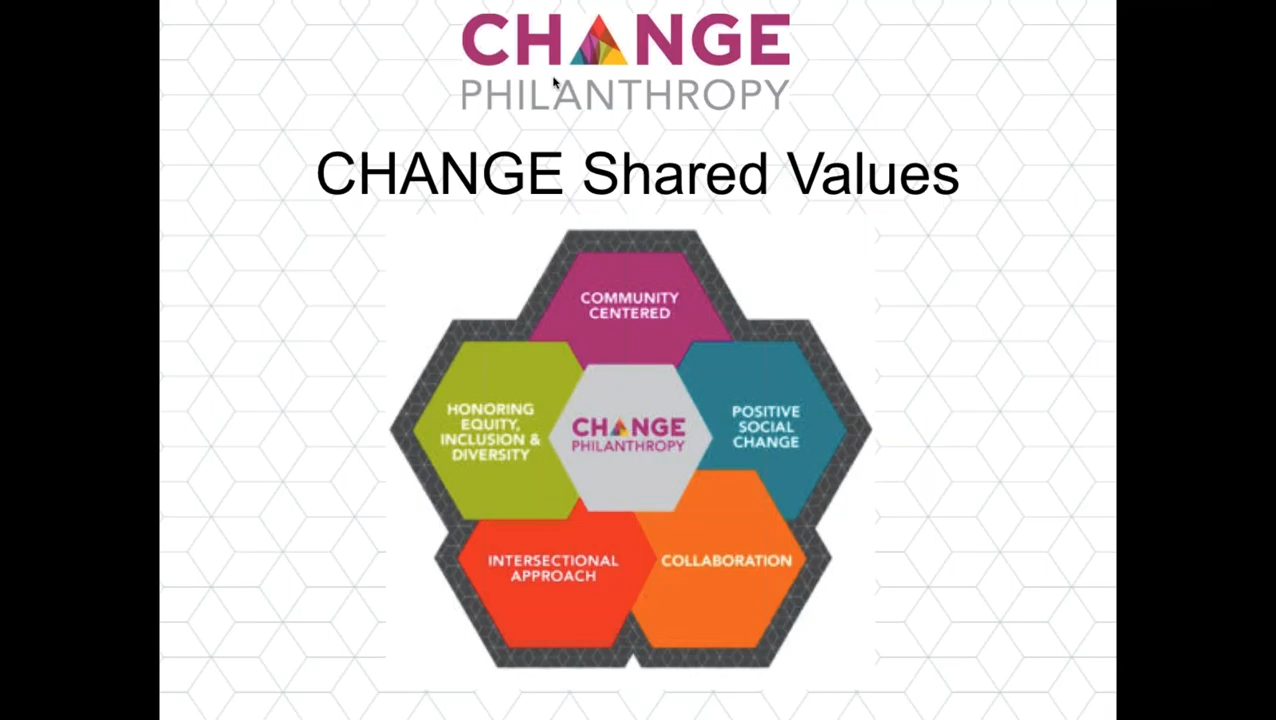 CHANGE
PHILANTHROPY
CHANGE Shared Values
COMMUNITY
CENTERED
HONORING
EQUITY,
INCLUSION &
DIVERSITY
CHANGE
PHILANTHROPY
POSITIVE
SOCIAL
CHANGE
INTERSECTIONAL
APPROACH
COLLABORATION